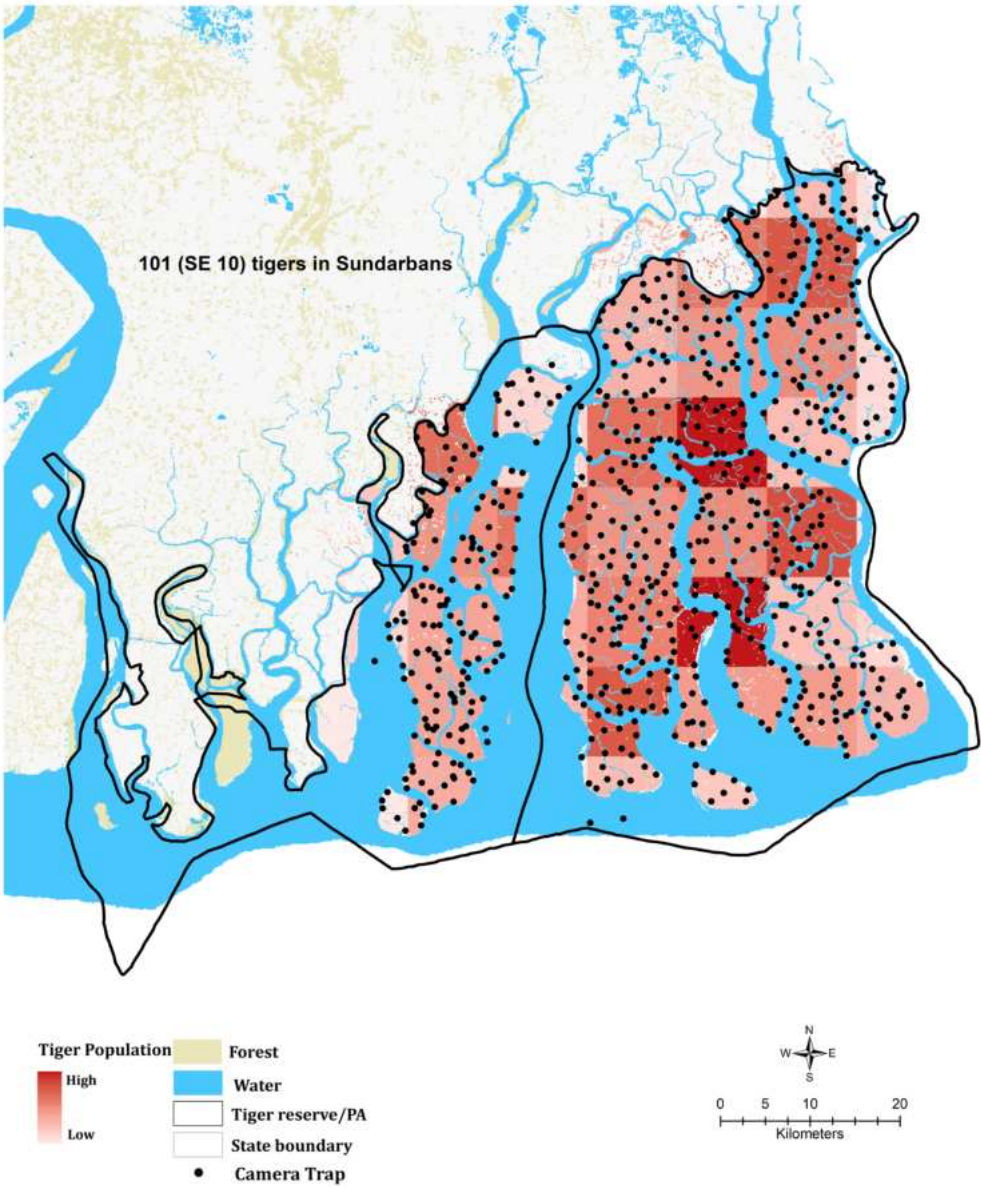 101 (SE 10) tigers in Sundarbans
Tiger Population
High
Low
Forest
Water
Tiger reserve/PA
State boundary
Camera Trap
N
W E
S
0 5 10 20
Kilometers